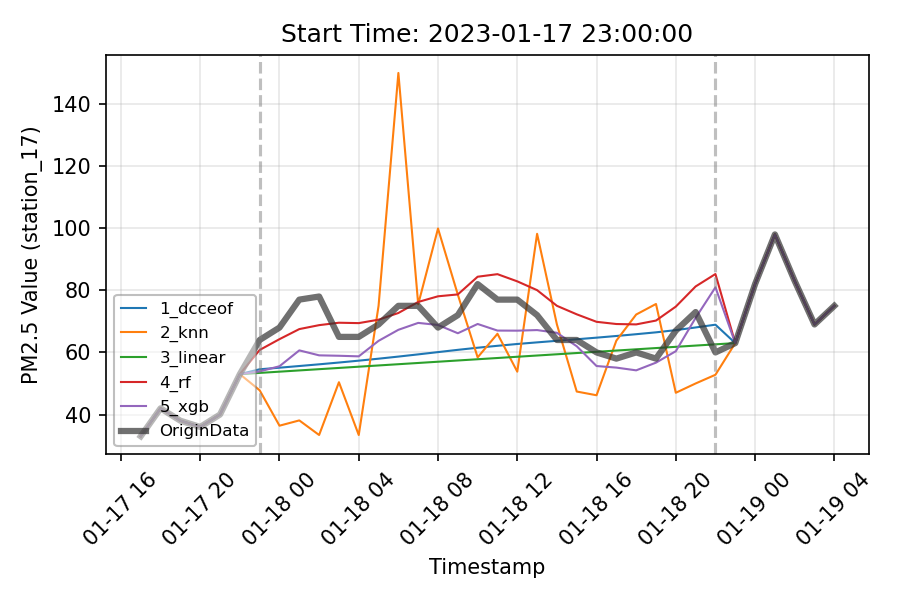 Start Time: 2023-01-17 23:00:00
PM2.5 Value (station_17)
140
120
100
80
60
40
1_dcceof
2_knn
3_linear
4_rf
5_xgb
OriginData
01-17 16
01-17 20
01-18 00
01-18 04
01-18 08
01-18 12
01-18 16
01-18 20
01-19 00
01-19 04
Timestamp